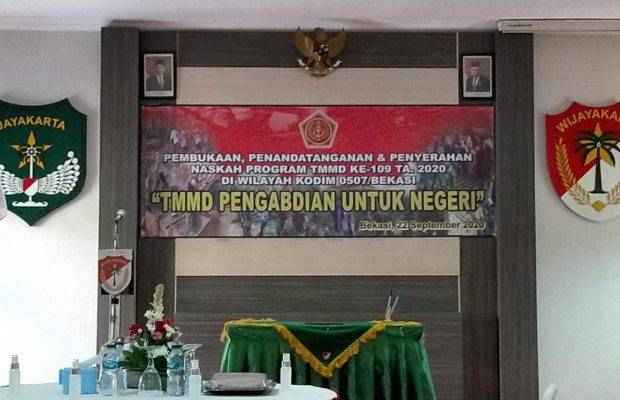 JAYAKARTA
WIJAYAKA
PEMBUKAAN, PENANDATANGANAN & PENYERAHAN
NASKAH PROGRAM TMMD KE-109 TA. 2020
DI WILAYAH KODIM 0507/BEKASI
"TMMD PENGABDIAN UNTUK NEGERI"
Bekasi, 22 September 2020